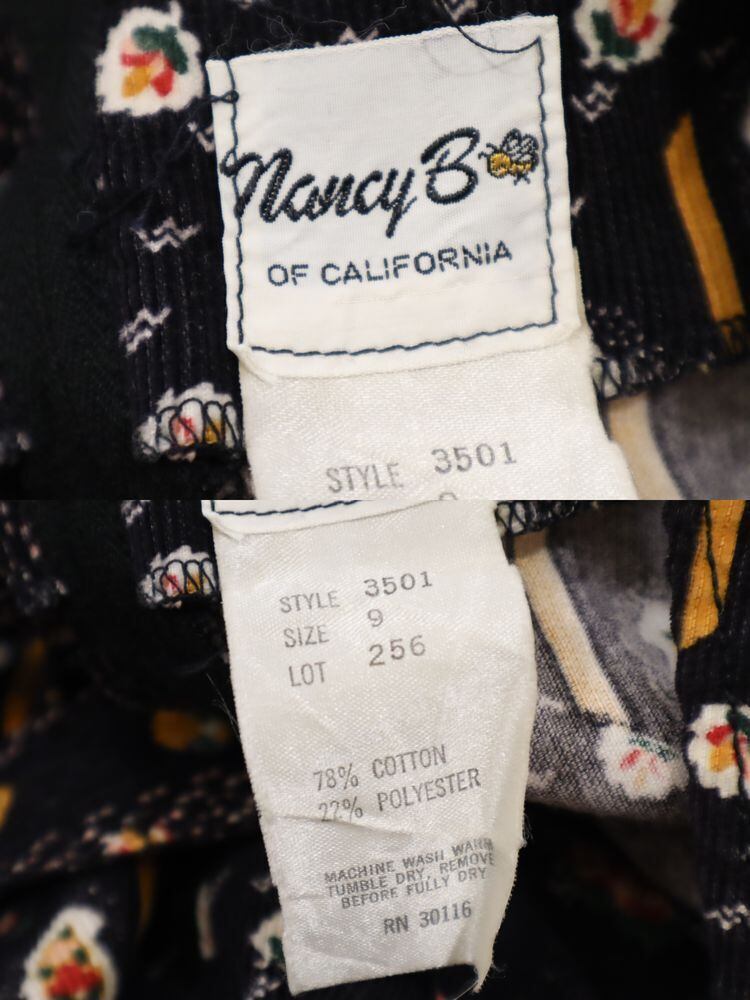 Nancy B
OF CALIFORNIA
STYLE 3501
STYLE 3501
SIZE 9
LOT 256
78% COTTON
22% POLYESTER
MACHINE WASH WARM
TUMBLE DRY, REMOVE
BEFORE FULLY DRY
RN 30116